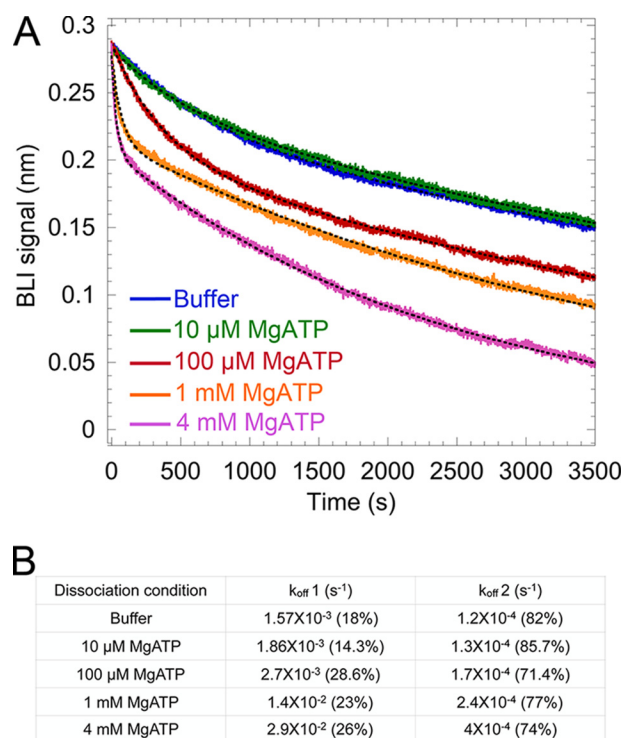 A
0.3
0.25
0.2
0.15
0.1
0.05
0
BLI signal (nm)
Buffer
10 µM MgATP
100 µM MgATP
1 mM MgATP
4 mM MgATP
0 500 1000 1500 2000 2500 3000 3500
Time (s)
B
Dissociation condition k_off 1 (s⁻¹) k_off 2 (s⁻¹)
Buffer 1.57X10⁻³ (18%) 1.2X10⁻⁴ (82%)
10 µM MgATP 1.86X10⁻³ (14.3%) 1.3X10⁻⁴ (85.7%)
100 µM MgATP 2.7X10⁻³ (28.6%) 1.7X10⁻⁴ (71.4%)
1 mM MgATP 1.4X10⁻² (23%) 2.4X10⁻⁴ (77%)
4 mM MgATP 2.9X10⁻² (26%) 4X10⁻⁴ (74%)